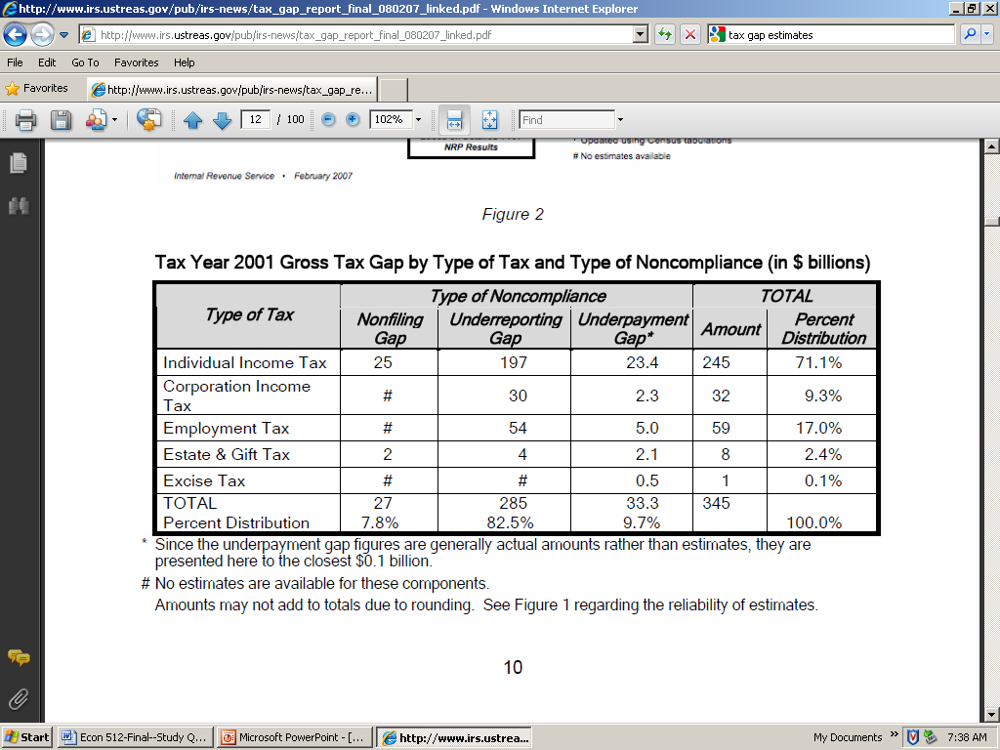 http://www.irs.ustreas.gov/pub/irs-news/tax_gap_report_final_080207_linked.pdf - Windows Internet Explorer
http://www.irs.ustreas.gov/pub/irs-news/tax_gap_report_final_080207_linked.pdf
tax gap estimates
File Edit Go To Favorites Help
Favorites
http://www.irs.ustreas.gov/pub/irs-news/tax_gap_re...
12 / 100 102% Find
NRP Results
* Updated using Census tabulations
# No estimates available
Internal Revenue Service • February 2007
Figure 2
Tax Year 2001 Gross Tax Gap by Type of Tax and Type of Noncompliance (in $ billions)
Type of Tax
Type of Noncompliance
TOTAL
Nonfiling Gap
Underreporting Gap
Underpayment Gap*
Amount
Percent Distribution
Individual Income Tax 25 197 23.4 245 71.1%
Corporation Income
Tax
# 30 2.3 32 9.3%
Employment Tax # 54 5.0 59 17.0%
Estate & Gift Tax 2 4 2.1 8 2.4%
Excise Tax # # 0.5 1 0.1%
TOTAL 27 285 33.3 345
Percent Distribution 7.8% 82.5% 9.7% 100.0%
* Since the underpayment gap figures are generally actual amounts rather than estimates, they are
presented here to the closest $0.1 billion.
# No estimates are available for these components.
Amounts may not add to totals due to rounding. See Figure 1 regarding the reliability of estimates.
10
Start Econ 512-Final--Study Q... Microsoft PowerPoint - [... http://www.irs.ustrea... My Documents » 7:38 AM